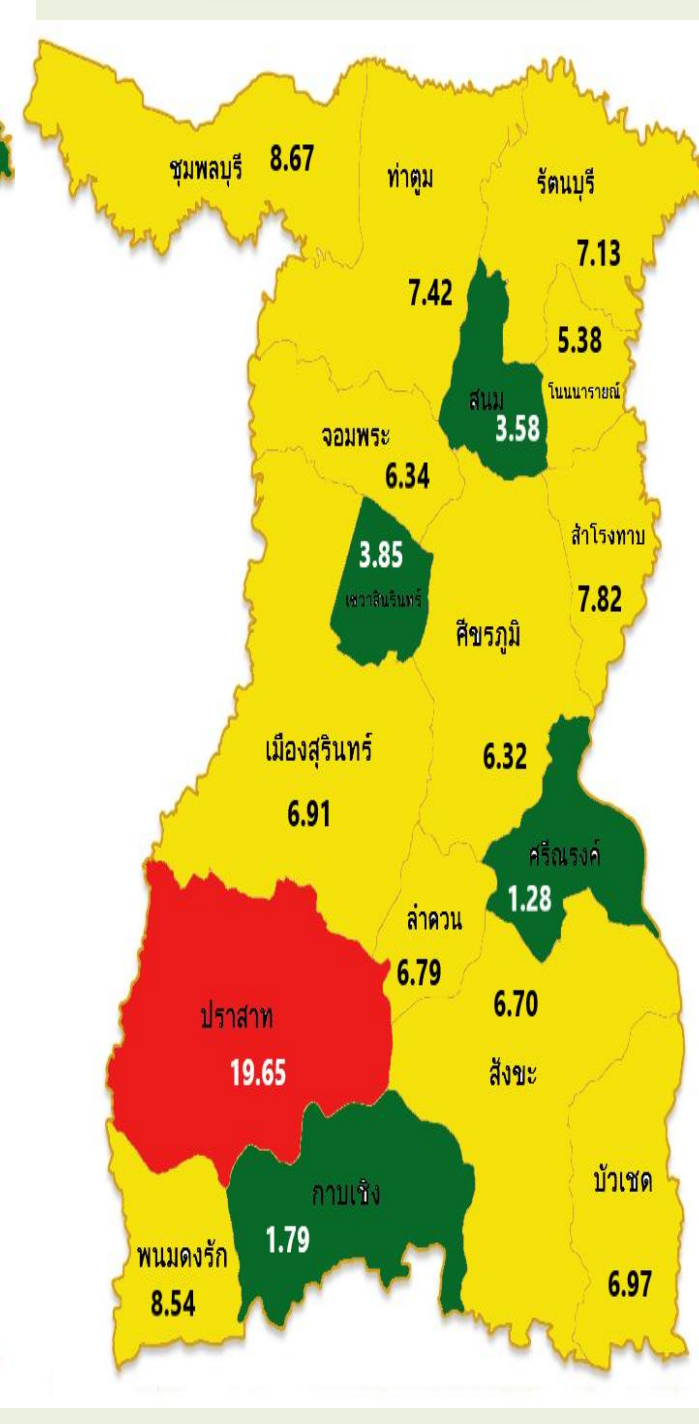 ชุมพลบุรี 8.67
ท่าตูม
7.42
รัตนบุรี
7.13
5.38
โนนนารายณ์
สนม
3.58
จอมพระ
6.34
สำโรงทาบ
7.82
3.85
เขวาสินรินทร์
ศีขรภูมิ
6.32
เมืองสุรินทร์
6.91
ศรีณรงค์
1.28
ลำดวน
6.79
6.70
สังขะ
ปราสาท
19.65
บัวเชด
6.97
กาบเชิง
1.79
พนมดงรัก
8.54